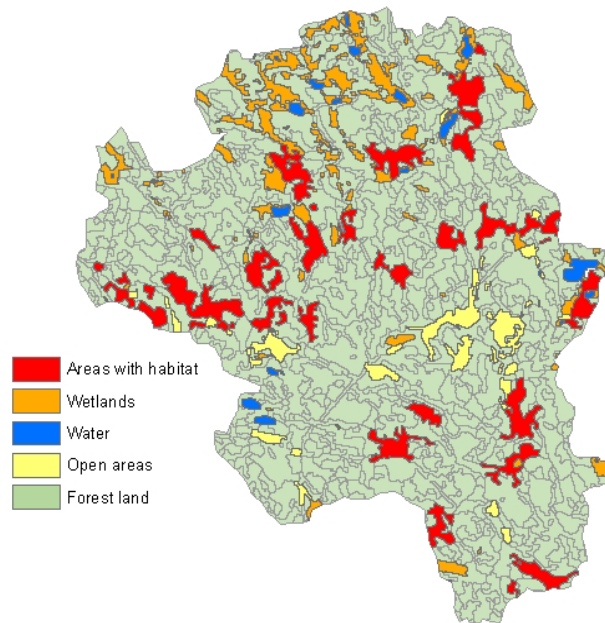 Areas with habitat
Wetlands
Water
Open areas
Forest land